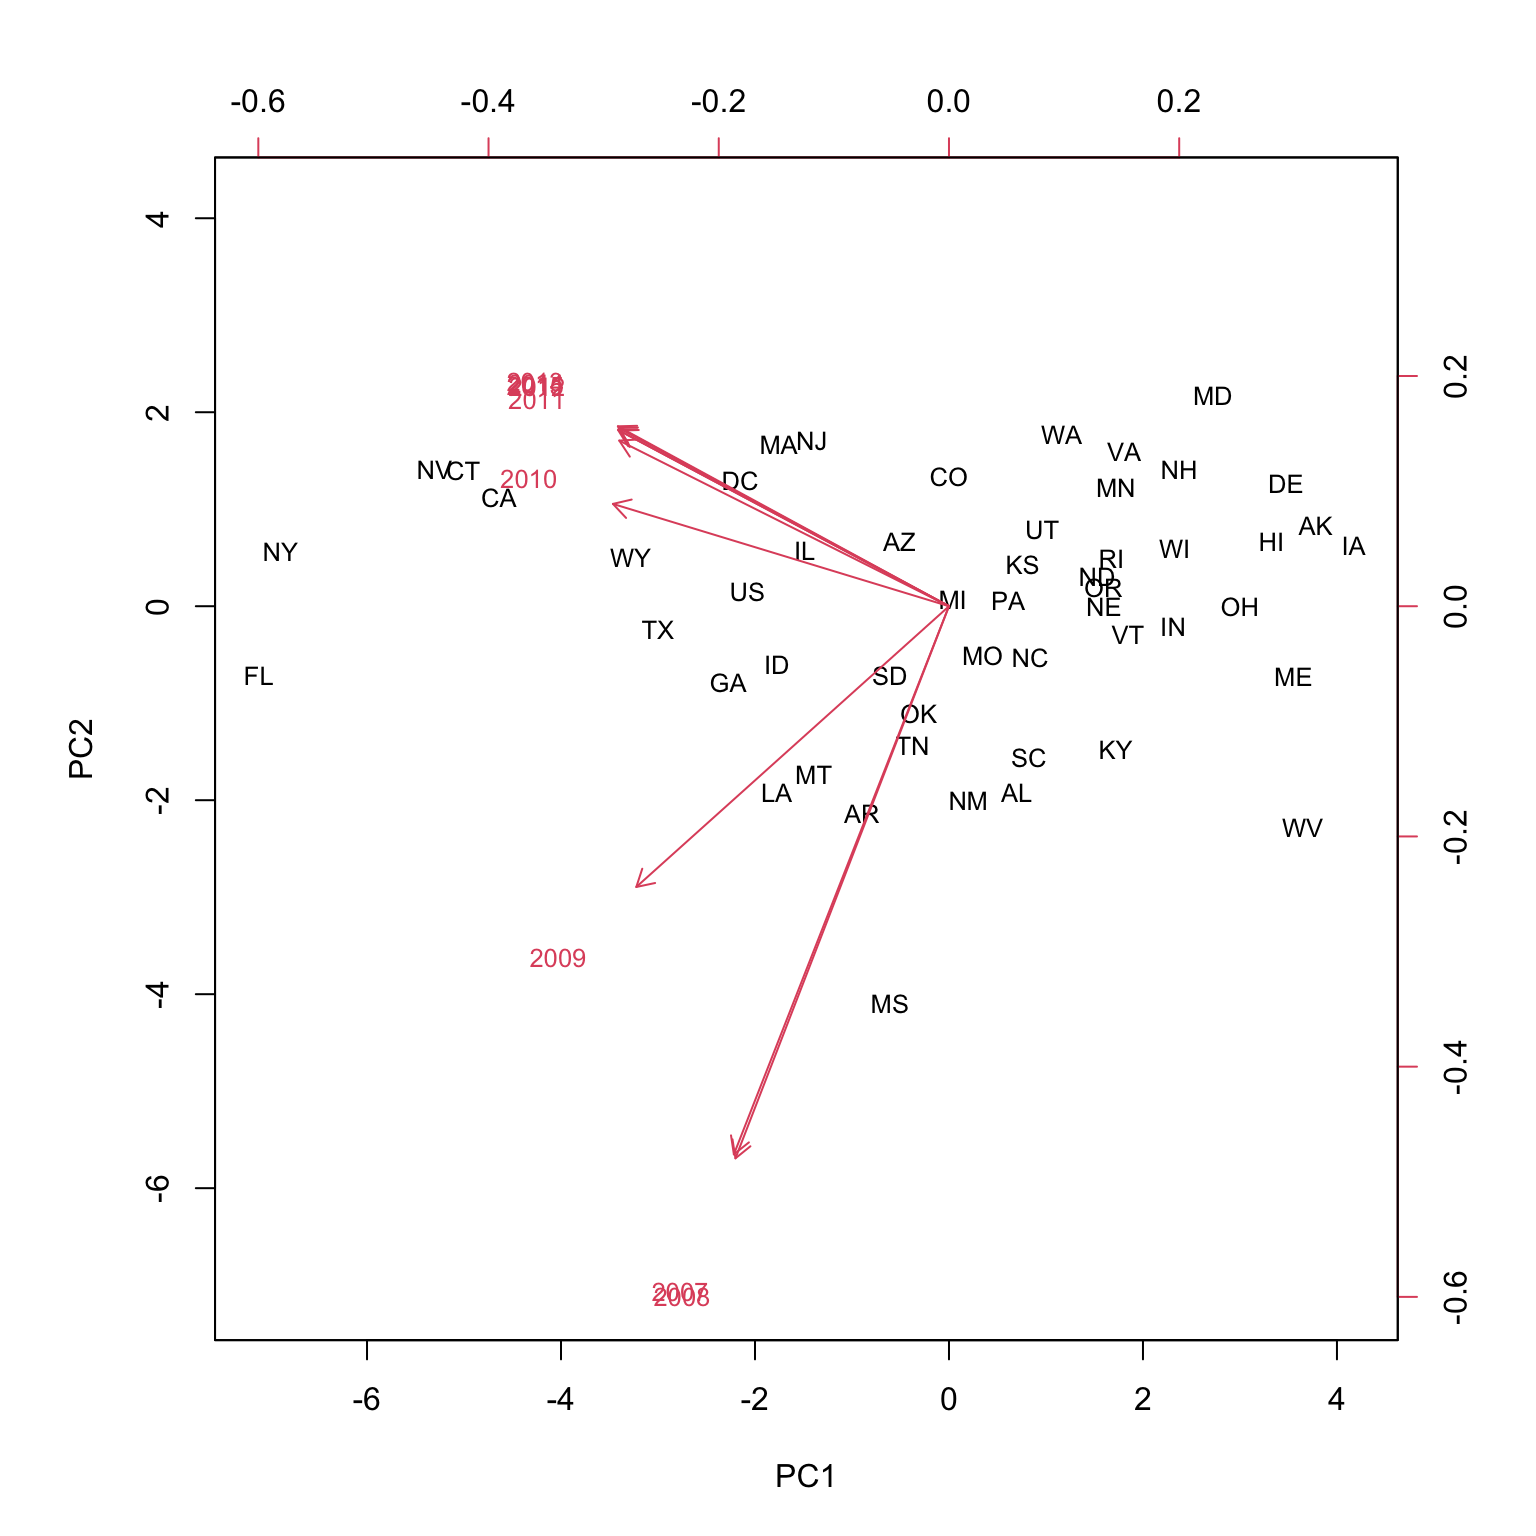 -0.6 -0.4 -0.2 0.0 0.2
4
2
0
-2
-4
-6
PC2
0.2
0.0
-0.2
-0.4
-0.6
2013
2012
2011
2010
2009
2007
2008
MD
WA
MA NJ
VA
NV CT
NH
DC
CO
DE
MN
CA
AK
UT
AZ
HI
IA
WI
NY
IL
WY
RI
KS
ND
OR
US
MI
PA
NE
OH
IN
TX
VT
MO NC
ID
FL
SD
ME
GA
OK
TN
KY
SC
MT
LA
AL
NM
AR
WV
MS
-6 -4 -2 0 2 4
PC1